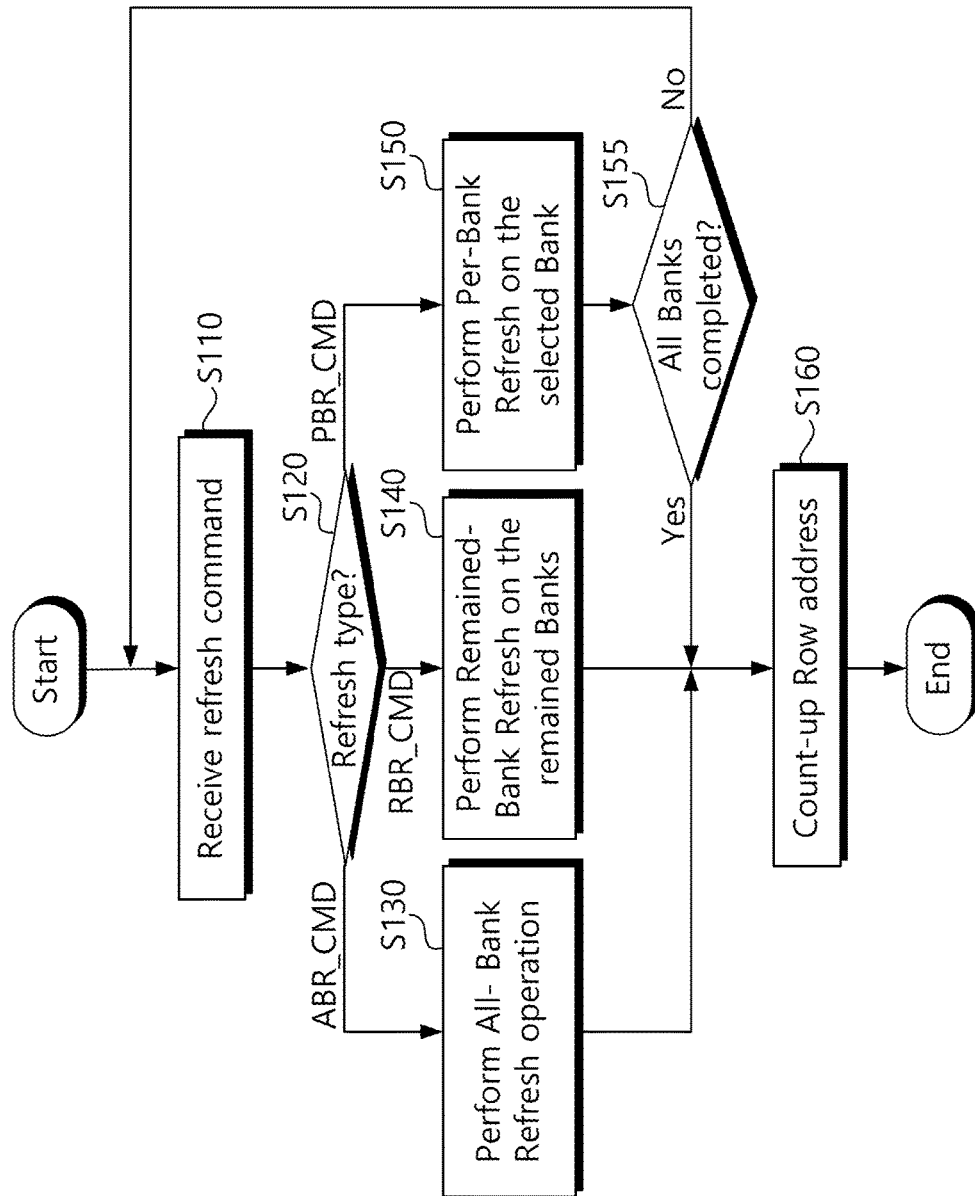 Start
S110
Receive refresh command
S120
Refresh type?
ABR_CMD
RBR_CMD
PBR_CMD
S130
Perform All- Bank
Refresh operation
S140
Perform Remained-
Bank Refresh on the
remained Banks
S150
Perform Per-Bank
Refresh on the
selected Bank
S155
All Banks
completed?
Yes
No
S160
Count-up Row address
End